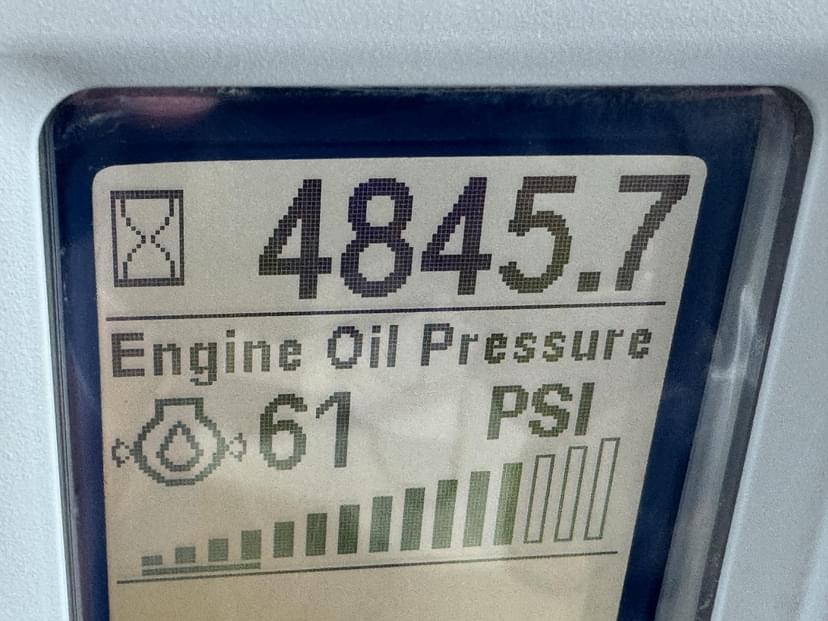 4845.7
Engine Oil Pressure
61 PSI